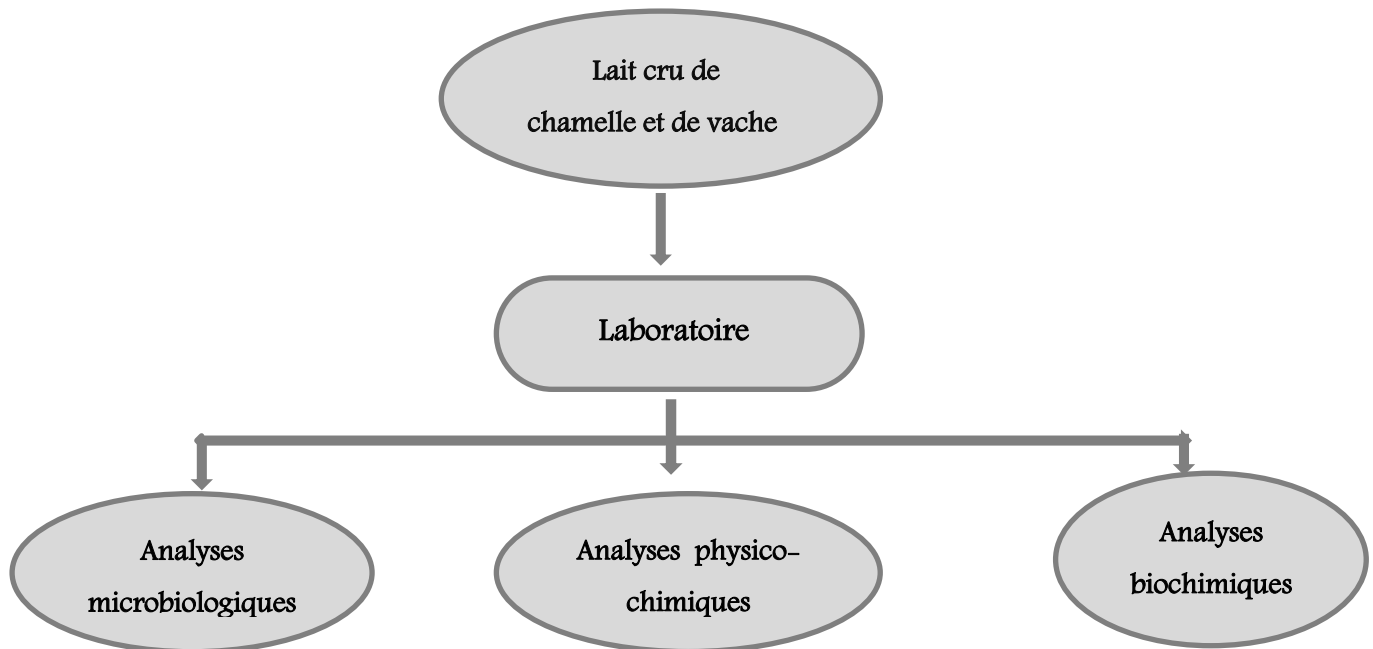 Lait cru de
chamelle et de vache
Laboratoire
Analyses
microbiologiques
Analyses physico-
chimiques
Analyses
biochimiques